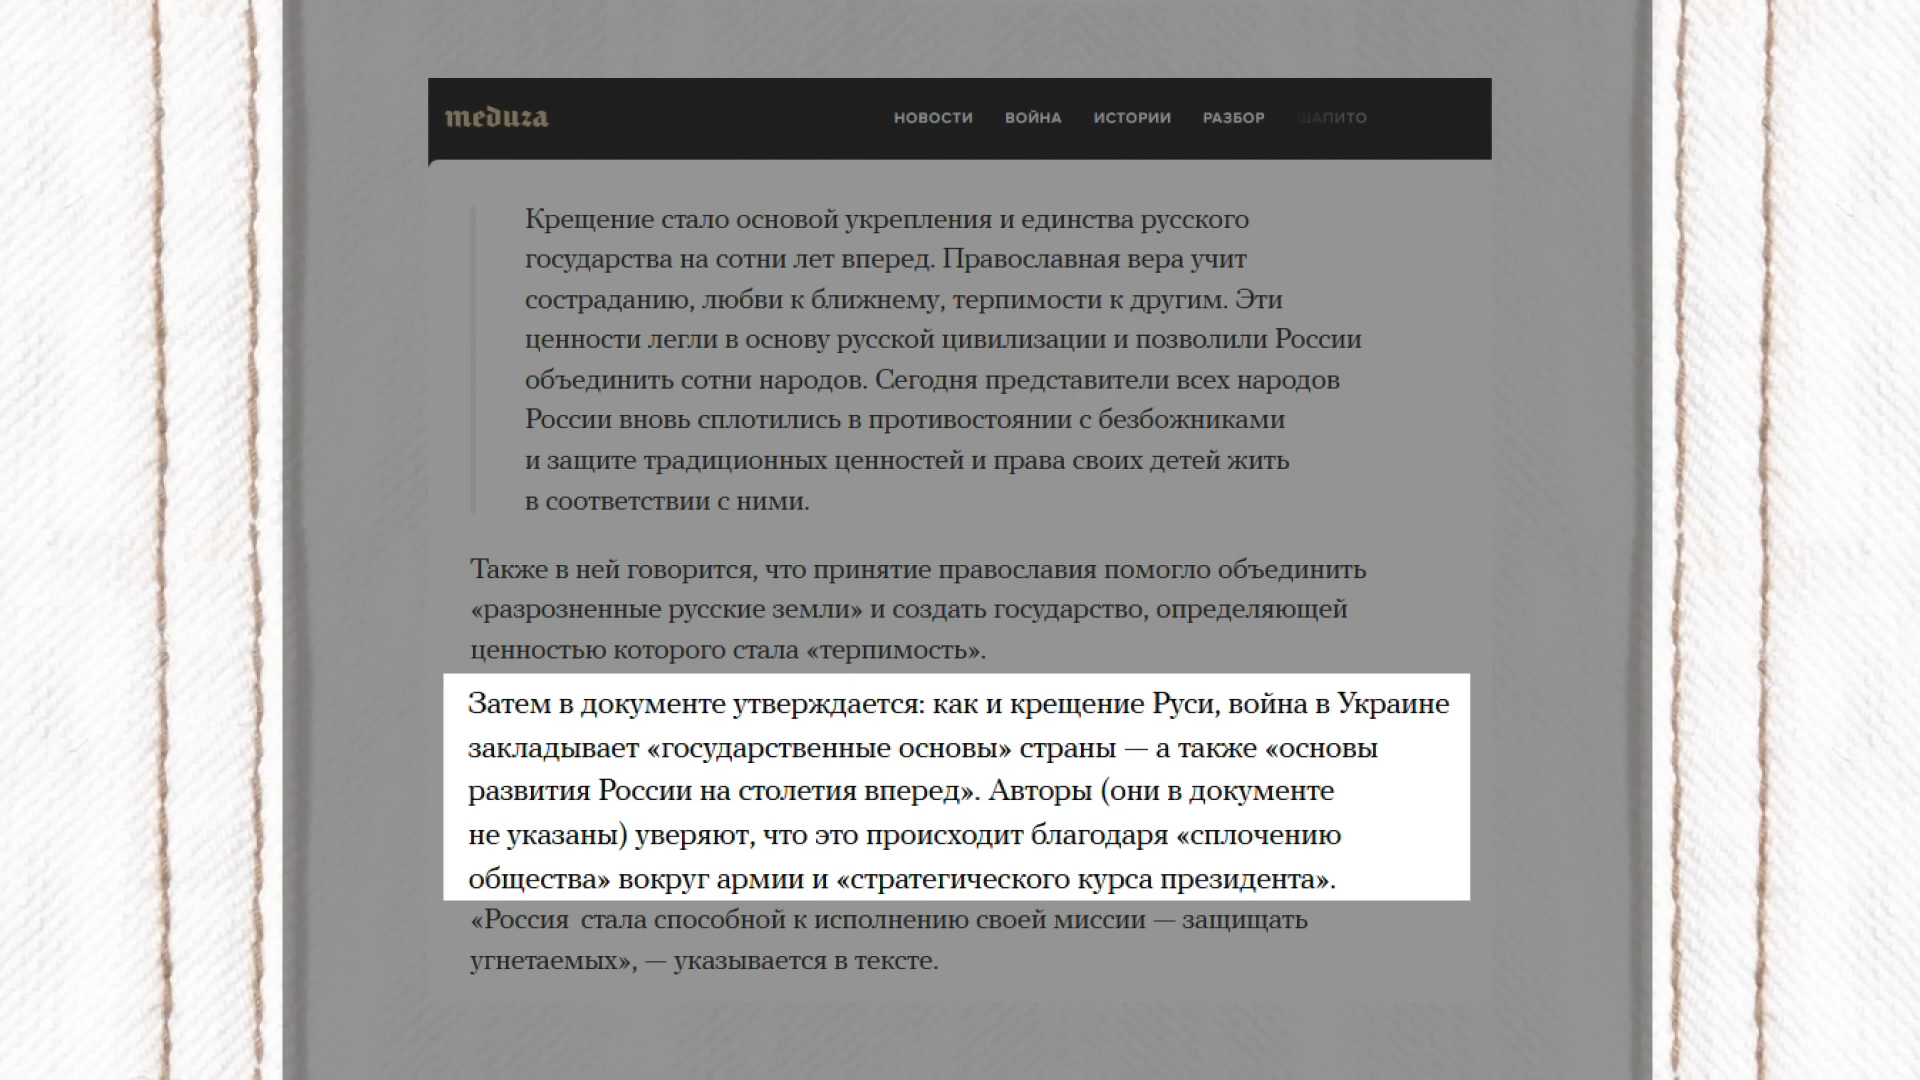 meduza
НОВОСТИ ВОЙНА ИСТОРИИ РАЗБОР ШАПИТО
Крещение стало основой укрепления и единства русского
государства на сотни лет вперед. Православная вера учит
состраданию, любви к ближнему, терпимости к другим. Эти
ценности легли в основу русской цивилизации и позволили России
объединить сотни народов. Сегодня представители всех народов
России вновь сплотились в противостоянии с безбожниками
и защите традиционных ценностей и права своих детей жить
в соответствии с ними.
Также в ней говорится, что принятие православия помогло объединить
«разрозненные русские земли» и создать государство, определяющей
ценностью которого стала «терпимость».
Затем в документе утверждается: как и крещение Руси, война в Украине
закладывает «государственные основы» страны — а также «основы
развития России на столетия вперед». Авторы (они в документе
не указаны) уверяют, что это происходит благодаря «сплочению
общества» вокруг армии и «стратегического курса президента».
«Россия стала способной к исполнению своей миссии — защищать
угнетаемых», — указывается в тексте.